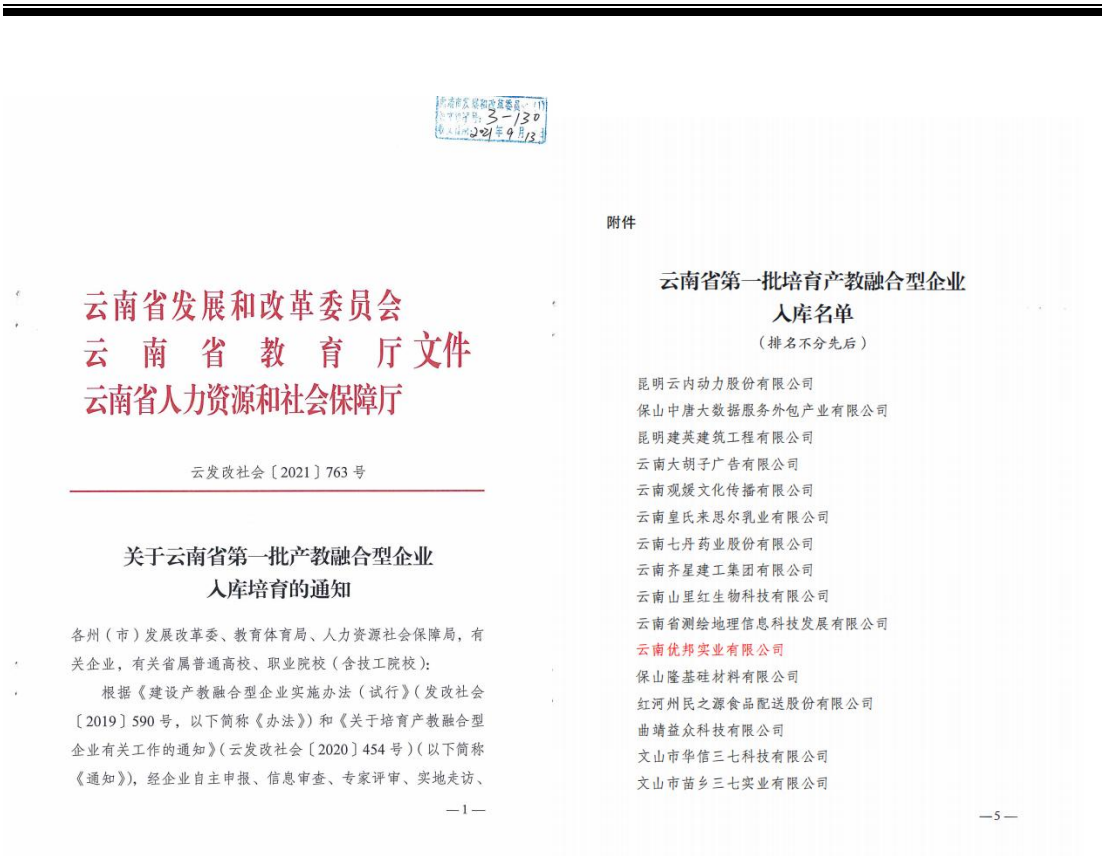 3-130
2021年9月13
云南省发展和改革委员会
云南省教育厅文件
云南省人力资源和社会保障厅
云发改社会〔2021〕763号
关于云南省第一批产教融合型企业
入库培育的通知
各州（市）发展改革委、教育体育局、人力资源社会保障局，有
关企业，有关省属普通高校、职业院校（含技工院校）：
根据《建设产教融合型企业实施办法（试行）》（发改社会
〔2019〕590号，以下简称《办法》）和《关于培育产教融合型
企业有关工作的通知》（云发改社会〔2020〕454号）（以下简称
《通知》），经企业自主申报、信息审查、专家评审、实地走访、
—1—
附件
云南省第一批培育产教融合型企业
入库名单
（排名不分先后）
昆明云内动力股份有限公司
保山中唐大数据服务外包产业有限公司
昆明建英建筑工程有限公司
云南大胡子广告有限公司
云南观媛文化传播有限公司
云南皇氏来思尔乳业有限公司
云南七丹药业股份有限公司
云南齐星建工集团有限公司
云南山里红生物科技有限公司
云南省测绘地理信息科技发展有限公司
云南优邦实业有限公司
保山隆基硅材料有限公司
红河州民之源食品配送股份有限公司
曲靖益众科技有限公司
文山市华信三七科技有限公司
文山市苗乡三七实业有限公司
—5—